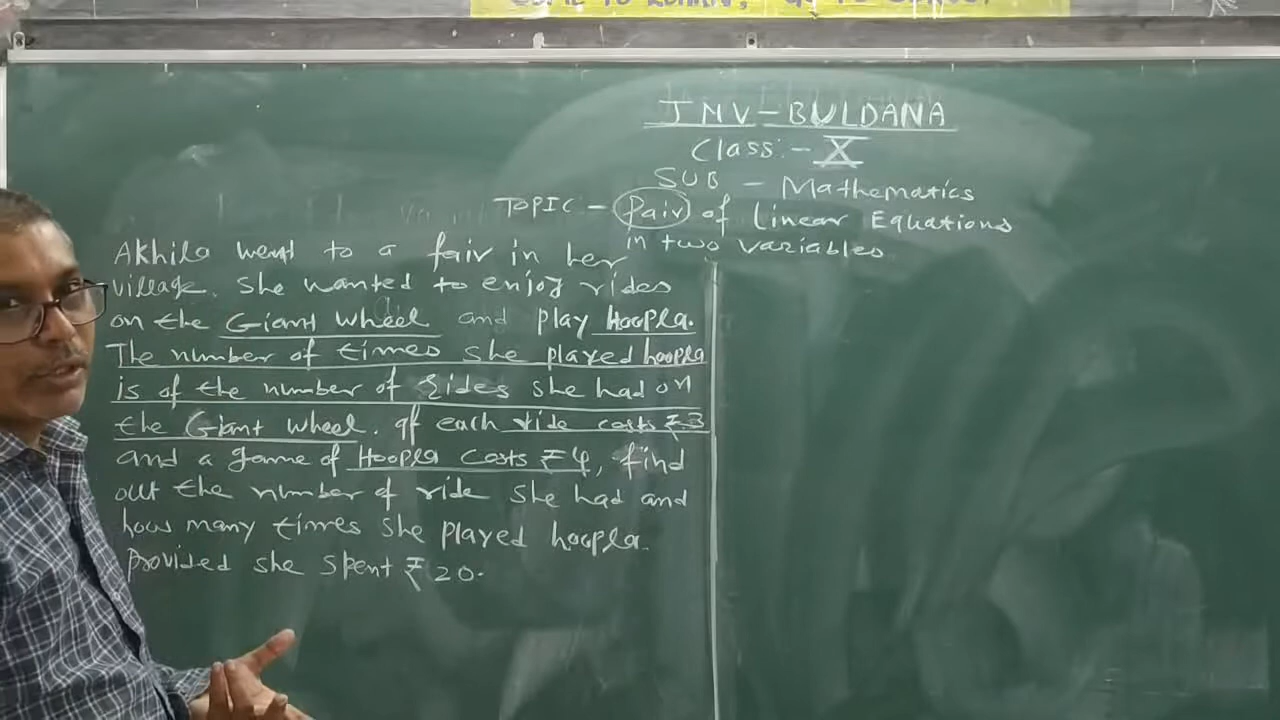 JNV-BULDANA
Class:- X
SUB - Mathematics
TOPIC - Pair of Linear Equations
in two variables
Akhila went to a fair in her
village. She wanted to enjoy rides
on the Giant Wheel and play Hoopla.
The number of times she played hoopla
is of the number of rides she had on
the Giant Wheel. If each ride costs ₹3
and a game of Hoopla costs ₹4, find
out the number of ride she had and
how many times she played hoopla.
provided she spent ₹20.